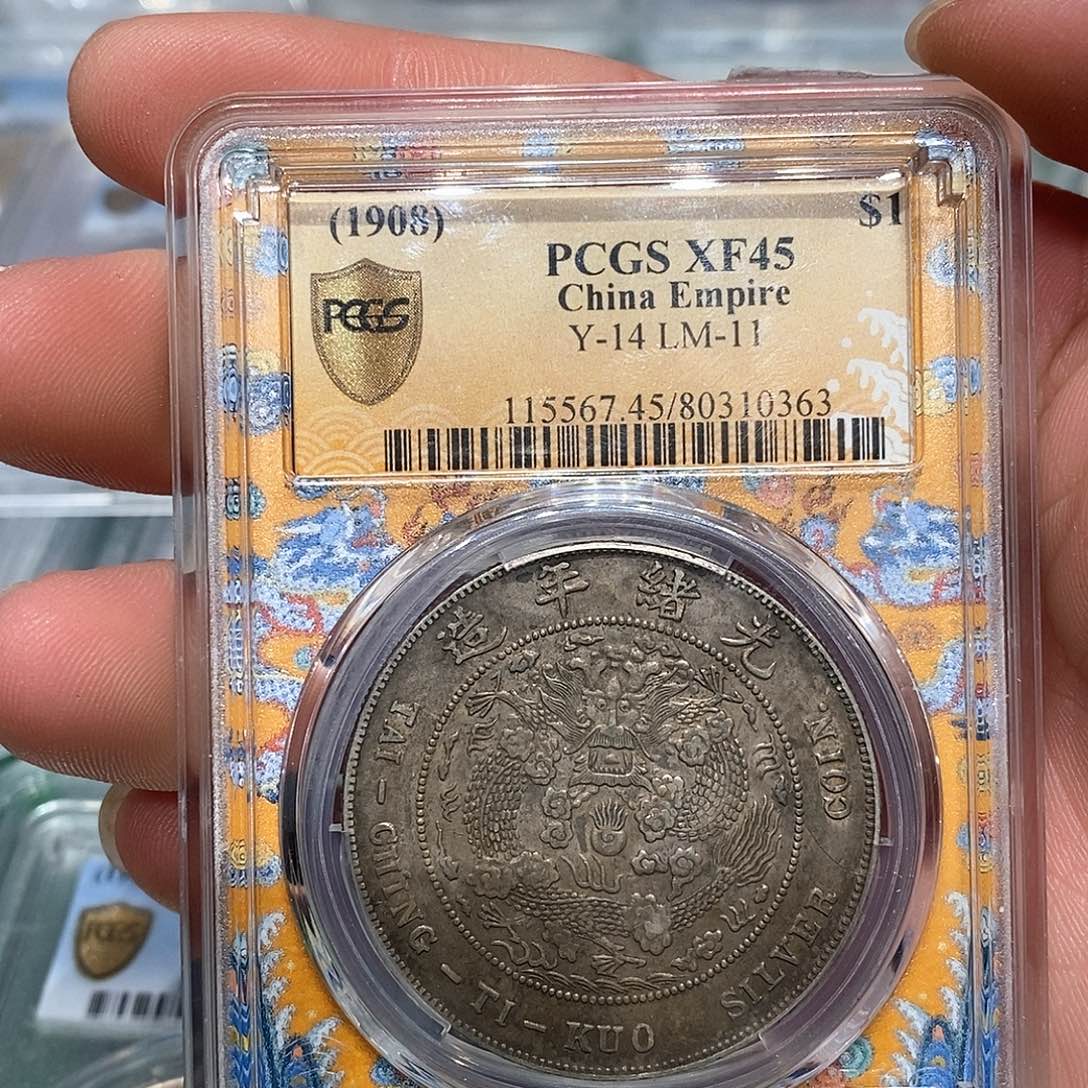 (1908) $1
PCGS XF45
China Empire
Y-14 LM-11
PCGS
115567.45/80310363
造年緒光
TAI-CHING-TI-KUO SILVER COIN.
PCGS